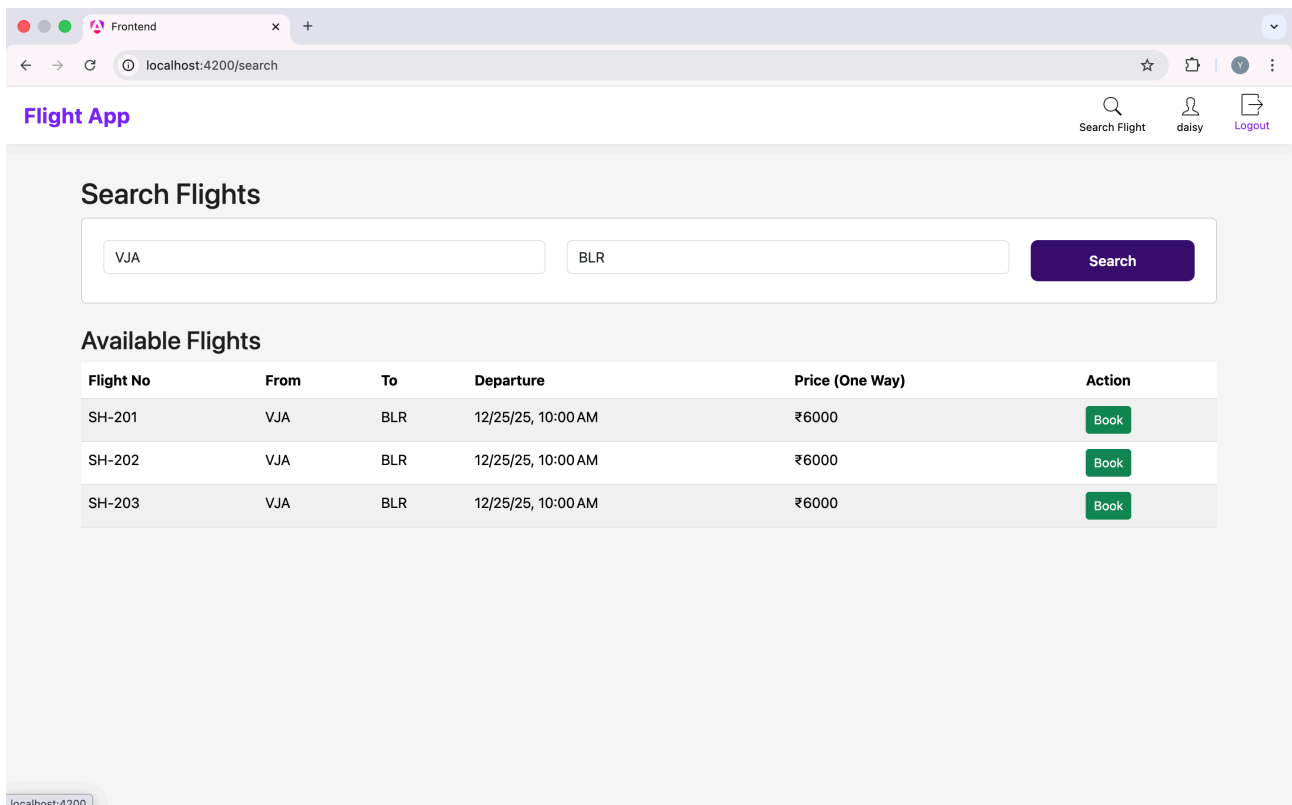 Frontend
localhost:4200/search
Y
Flight App
Search Flight
daisy
Logout
Search Flights
VJA BLR Search
Available Flights
Flight No From To Departure Price (One Way) Action
SH-201 VJA BLR 12/25/25, 10:00 AM ₹6000 Book
SH-202 VJA BLR 12/25/25, 10:00 AM ₹6000 Book
SH-203 VJA BLR 12/25/25, 10:00 AM ₹6000 Book
localhost:4200